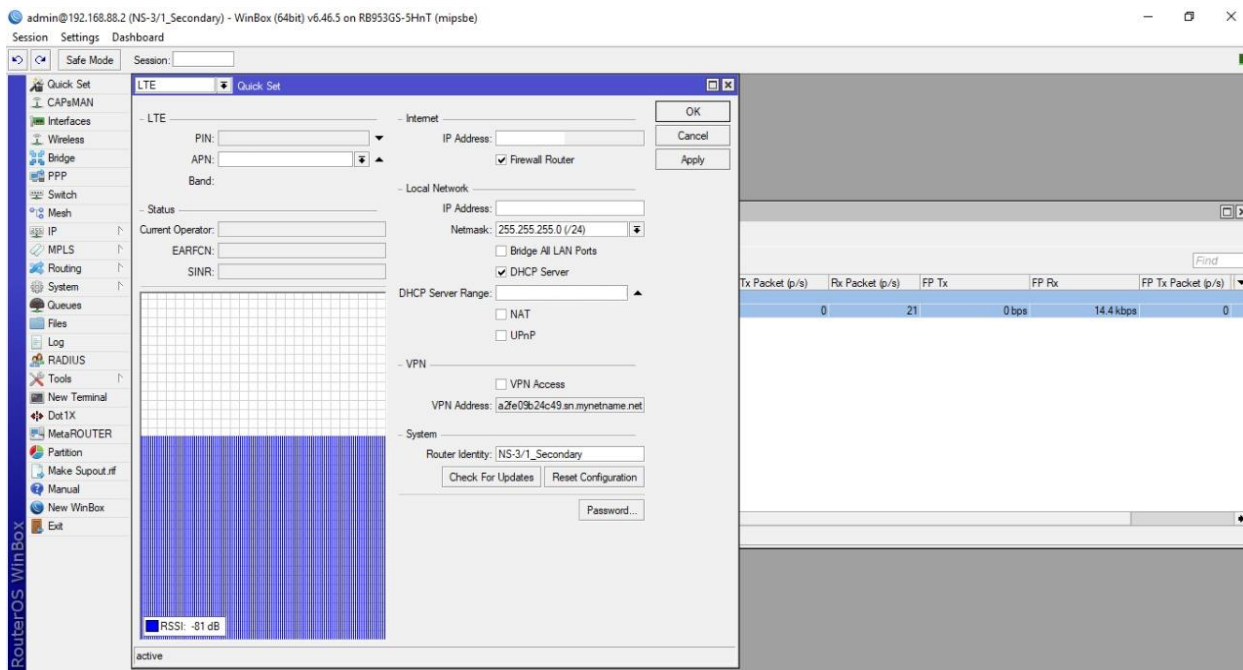 admin@192.168.88.2 (NS-3/1_Secondary) - WinBox (64bit) v6.46.5 on RB953GS-5HnT (mipsbe)
Session Settings Dashboard
Safe Mode Session:
Quick Set
CAPsMAN
Interfaces
Wireless
Bridge
PPP
Switch
Mesh
IP
MPLS
Routing
System
Queues
Files
Log
RADIUS
Tools
New Terminal
Dot1X
MetaROUTER
Partition
Make Supout.rif
Manual
New WinBox
Exit
RouterOS WinBox
LTE Quick Set
LTE
PIN:
APN:
Band:
Status
Current Operator:
EARFCN:
SINR:
RSSI: -81 dB
active
Internet
IP Address:
Firewall Router
Local Network
IP Address:
Netmask: 255.255.255.0 (/24)
Bridge All LAN Ports
DHCP Server
DHCP Server Range:
NAT
UPnP
VPN
VPN Access
VPN Address: a2fe09b24c49.sn.mynetname.net
System
Router Identity: NS-3/1_Secondary
Check For Updates Reset Configuration
Password...
OK
Cancel
Apply
Find
Tx Packet (p/s) Rx Packet (p/s) FP Tx FP Rx FP Tx Packet (p/s)
0 21 0 bps 14.4 kbps 0